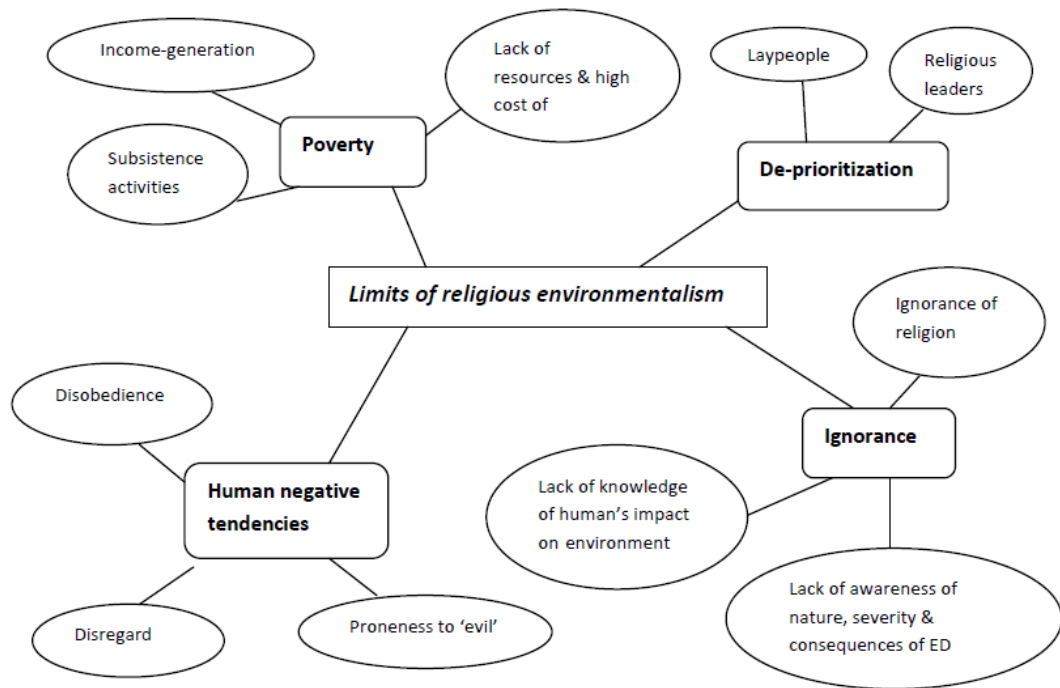 Income-generation
Lack of
resources & high
cost of
Laypeople
Religious
leaders
Poverty
Subsistence
activities
De-prioritization
Limits of religious environmentalism
Ignorance of
religion
Disobedience
Ignorance
Human negative
tendencies
Lack of knowledge
of human’s impact
on environment
Disregard
Proneness to ‘evil’
Lack of awareness of
nature, severity &
consequences of ED